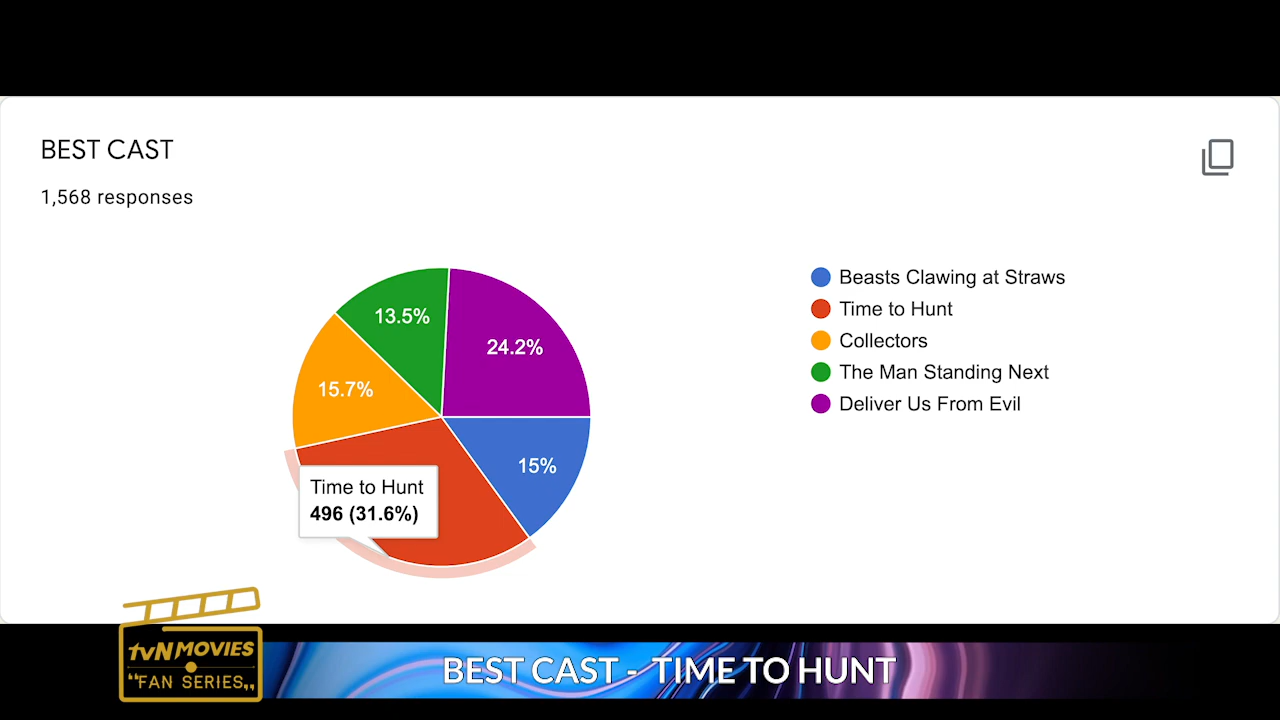 BEST CAST
1,568 responses
13.5%
24.2%
15.7%
15%
Time to Hunt
496 (31.6%)
Beasts Clawing at Straws
Time to Hunt
Collectors
The Man Standing Next
Deliver Us From Evil
tvN MOVIES
“FAN SERIES„
BEST CAST - TIME TO HUNT